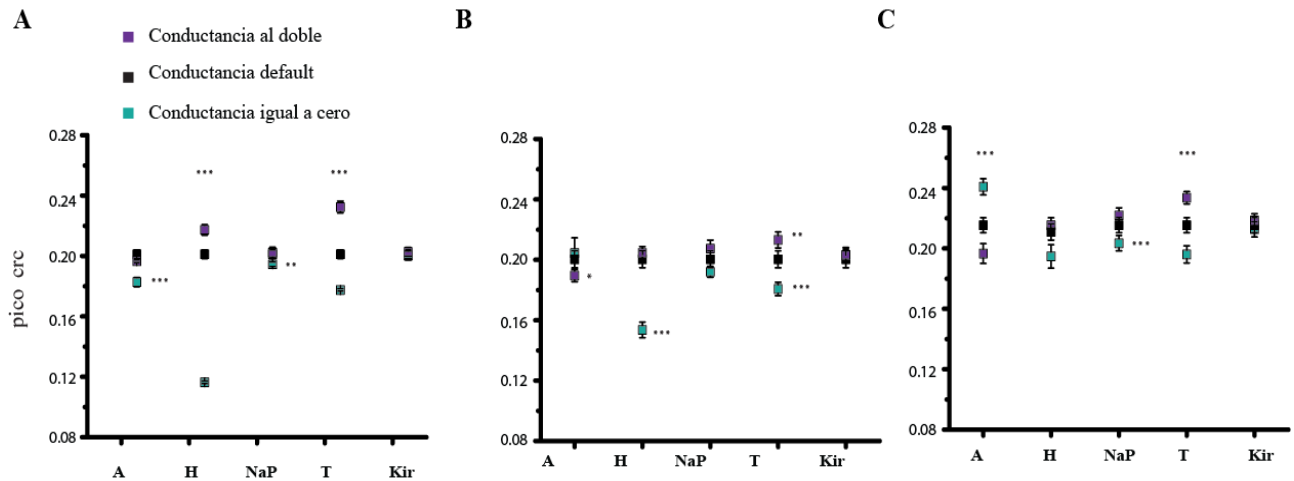 A
B
C
Conductancia al doble
Conductancia default
Conductancia igual a cero
pico crc
0.28
0.24
0.20
0.16
0.12
0.08
***
***
***
**
A H NaP T Kir
0.28
0.24
0.20
0.16
0.12
0.08
*
***
**
***
A H NaP T Kir
0.28
0.24
0.20
0.16
0.12
0.08
***
***
***
A H NaP T Kir